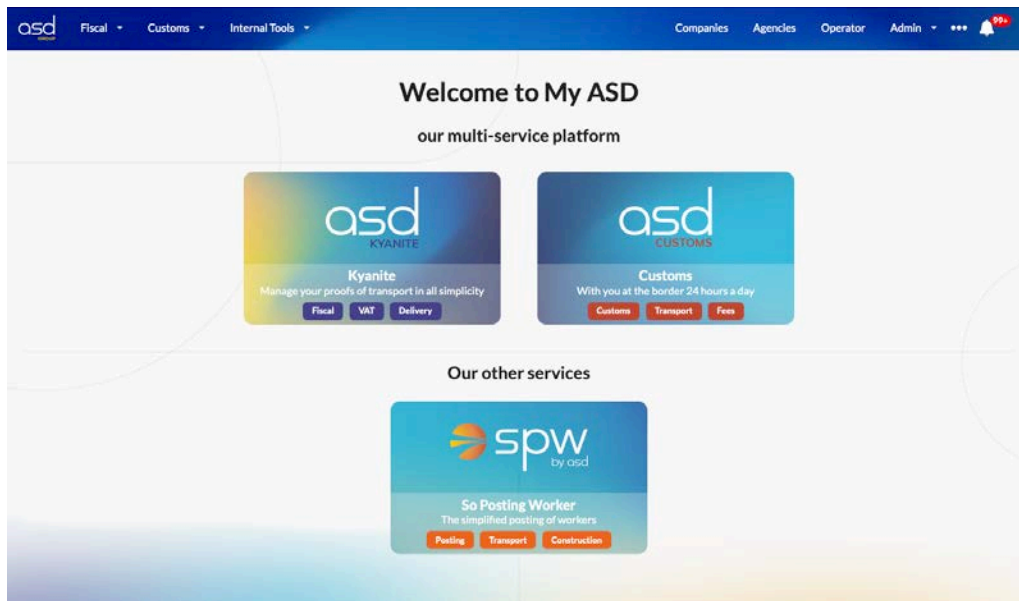 asd GROUP Fiscal Customs Internal Tools Companies Agencies Operator Admin 99+
Welcome to My ASD
our multi-service platform
asd
KYANITE
Kyanite
Manage your proofs of transport in all simplicity
Fiscal VAT Delivery
asd
CUSTOMS
Customs
With you at the border 24 hours a day
Customs Transport Fees
Our other services
spw
by asd
So Posting Worker
The simplified posting of workers
Posting Transport Construction